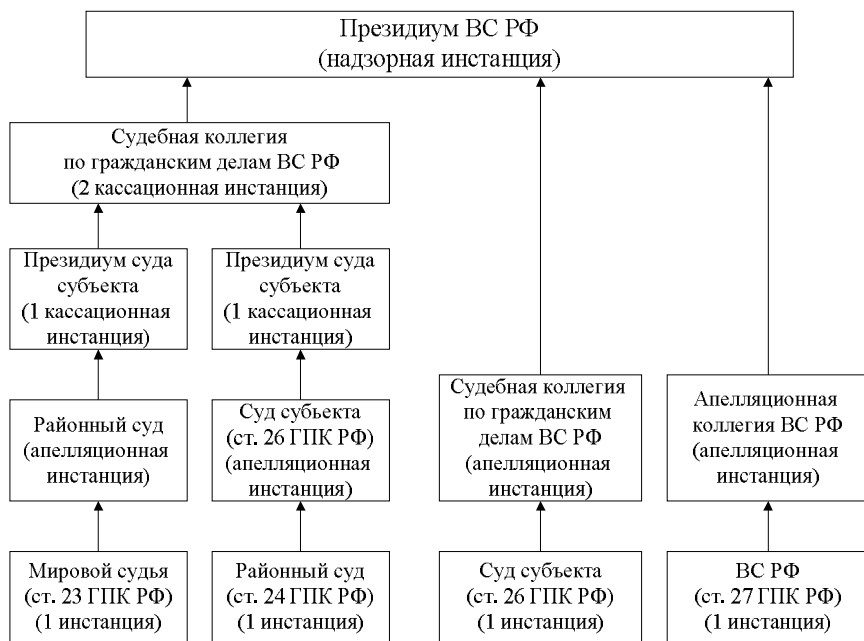 Президиум ВС РФ
(надзорная инстанция)
Судебная коллегия
по гражданским делам ВС РФ
(2 кассационная инстанция)
Президиум суда
субъекта
(1 кассационная
инстанция)
Президиум суда
субъекта
(1 кассационная
инстанция)
Районный суд
(апелляционная
инстанция)
Суд субъекта
(ст. 26 ГПК РФ)
(апелляционная
инстанция)
Судебная коллегия
по гражданским
делам ВС РФ
(апелляционная
инстанция)
Апелляционная
коллегия ВС РФ
(апелляционная
инстанция)
Мировой судья
(ст. 23 ГПК РФ)
(1 инстанция)
Районный суд
(ст. 24 ГПК РФ)
(1 инстанция)
Суд субъекта
(ст. 26 ГПК РФ)
(1 инстанция)
ВС РФ
(ст. 27 ГПК РФ)
(1 инстанция)